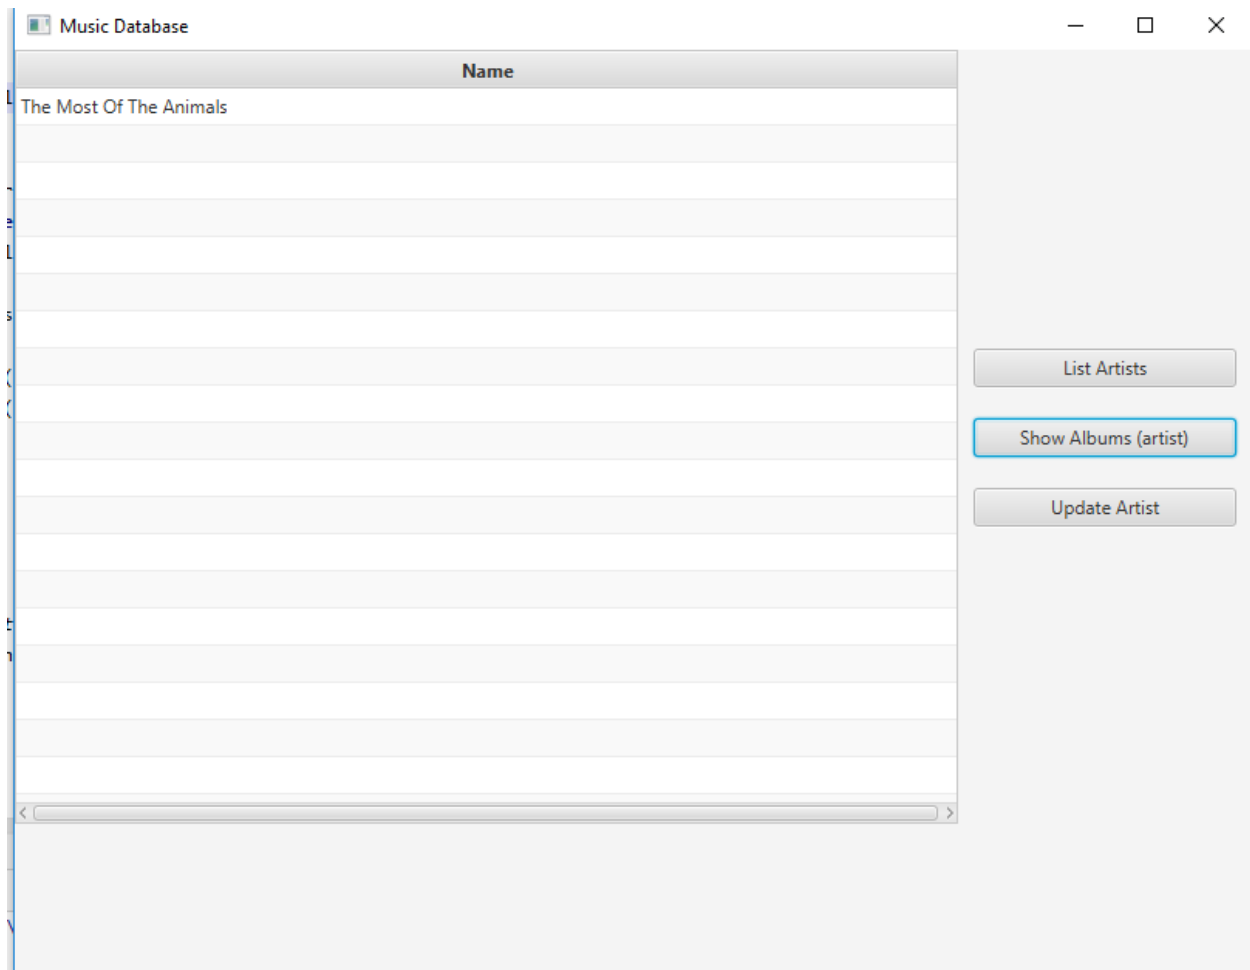 Music Database
Name
The Most Of The Animals
List Artists
Show Albums (artist)
Update Artist